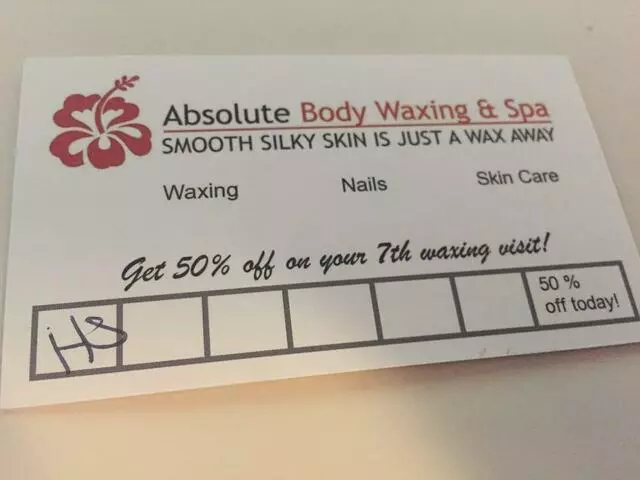 Absolute Body Waxing & Spa
SMOOTH SILKY SKIN IS JUST A WAX AWAY
Waxing Nails Skin Care
Get 50% off on your 7th waxing visit!
HS
50 %
off today!